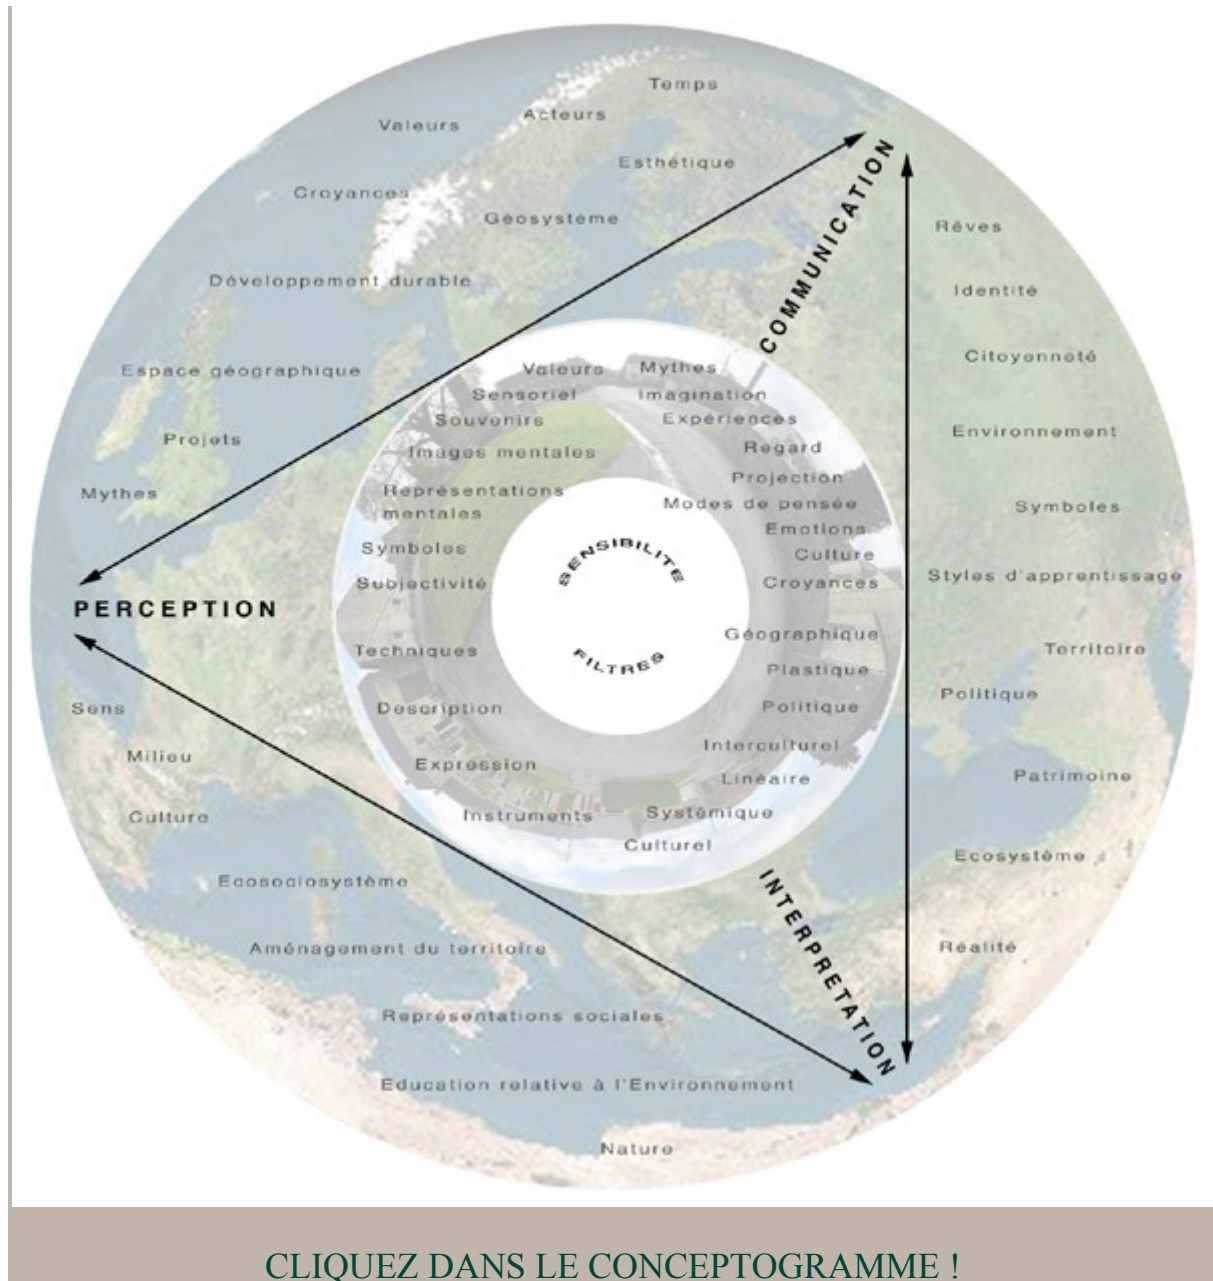 Temps
Acteurs
Valeurs
Esthétique
Croyances
Géosystème
Développement durable
Espace géographique
Projets
Mythes
COMMUNICATION
Rêves
Identité
Citoyenneté
Environnement
Symboles
Styles d'apprentissage
Territoire
Politique
Patrimoine
Ecosystème
Réalité
Valeurs
Sensoriel
Souvenirs
Images mentales
Représentations
mentales
Symboles
Subjectivité
Mythes
Imagination
Expériences
Regard
Projection
Modes de pensée
Emotions
Culture
Croyances
SENSIBILITE
FILTRES
PERCEPTION
Techniques
Description
Expression
Instruments
Géographique
Plastique
Politique
Interculturel
Linéaire
Systémique
Culturel
INTERPRETATION
Sens
Milieu
Culture
Ecosociosystème
Aménagement du territoire
Représentations sociales
Education relative à l'Environnement
Nature
CLIQUEZ DANS LE CONCEPTOGRAMME !